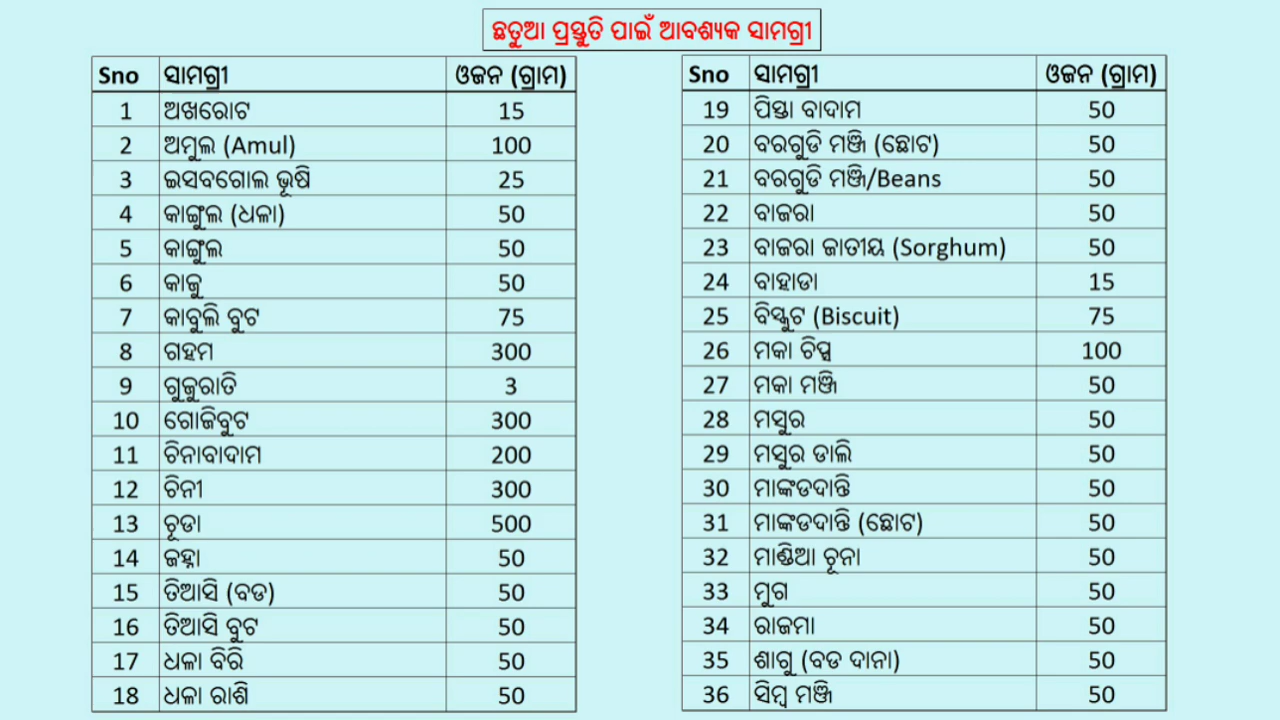 ଛତୁଆ ପ୍ରସ୍ତୁତି ପାଇଁ ଆବଶ୍ୟକ ସାମଗ୍ରୀ
Sno ସାମଗ୍ରୀ ଓଜନ (ଗ୍ରାମ)
1 ଅଖରୋଟ 15
2 ଅମୁଲ (Amul) 100
3 ଇସବଗୋଲ ଭୂଷି 25
4 କାଙ୍ଗୁଲ (ଧଳା) 50
5 କାଙ୍ଗୁଲ 50
6 କାଜୁ 50
7 କାବୁଲି ବୁଟ 75
8 ଗହମ 300
9 ଗୁଜୁରାତି 3
10 ଗୋଜିବୁଟ 300
11 ଚିନାବାଦାମ 200
12 ଚିନୀ 300
13 ଚୂଡା 500
14 ଜହ୍ନା 50
15 ତିଆସି (ବଡ) 50
16 ତିଆସି ବୁଟ 50
17 ଧଳା ବିରି 50
18 ଧଳା ରାଶି 50
Sno ସାମଗ୍ରୀ ଓଜନ (ଗ୍ରାମ)
19 ପିସ୍ତା ବାଦାମ 50
20 ବରଗୁଡି ମଞ୍ଜି (ଛୋଟ) 50
21 ବରଗୁଡି ମଞ୍ଜି/Beans 50
22 ବାଜରା 50
23 ବାଜରା ଜାତୀୟ (Sorghum) 50
24 ବାହାଡା 15
25 ବିସ୍କୁଟ (Biscuit) 75
26 ମକା ଚିପ୍ସ 100
27 ମକା ମଞ୍ଜି 50
28 ମସୁର 50
29 ମସୁର ଡାଲି 50
30 ମାଙ୍କଡଦାନ୍ତି 50
31 ମାଙ୍କଡଦାନ୍ତି (ଛୋଟ) 50
32 ମାଣ୍ଡିଆ ଚୂନା 50
33 ମୁଗ 50
34 ରାଜମା 50
35 ଶାଗୁ (ବଡ ଦାନା) 50
36 ସିମ୍ବ ମଞ୍ଜି 50